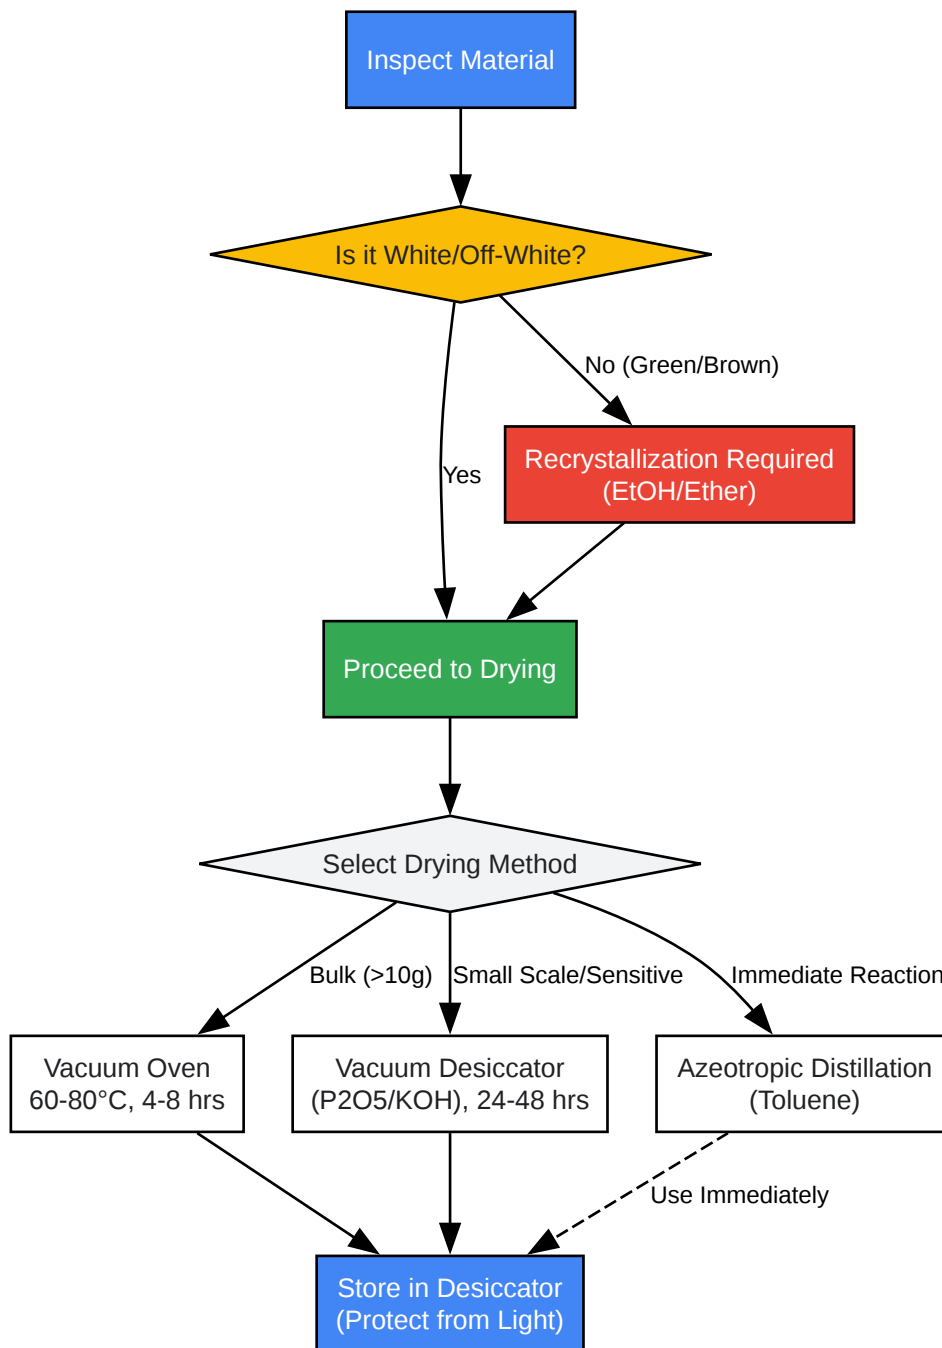 Inspect Material
Is it White/Off-White?
No (Green/Brown)
Yes
Recrystallization Required
(EtOH/Ether)
Proceed to Drying
Select Drying Method
Bulk (>10g)
Small Scale/Sensitive
Immediate Reaction
Vacuum Oven
60-80°C, 4-8 hrs
Vacuum Desiccator
(P2O5/KOH), 24-48 hrs
Azeotropic Distillation
(Toluene)
Use Immediately
Store in Desiccator
(Protect from Light)